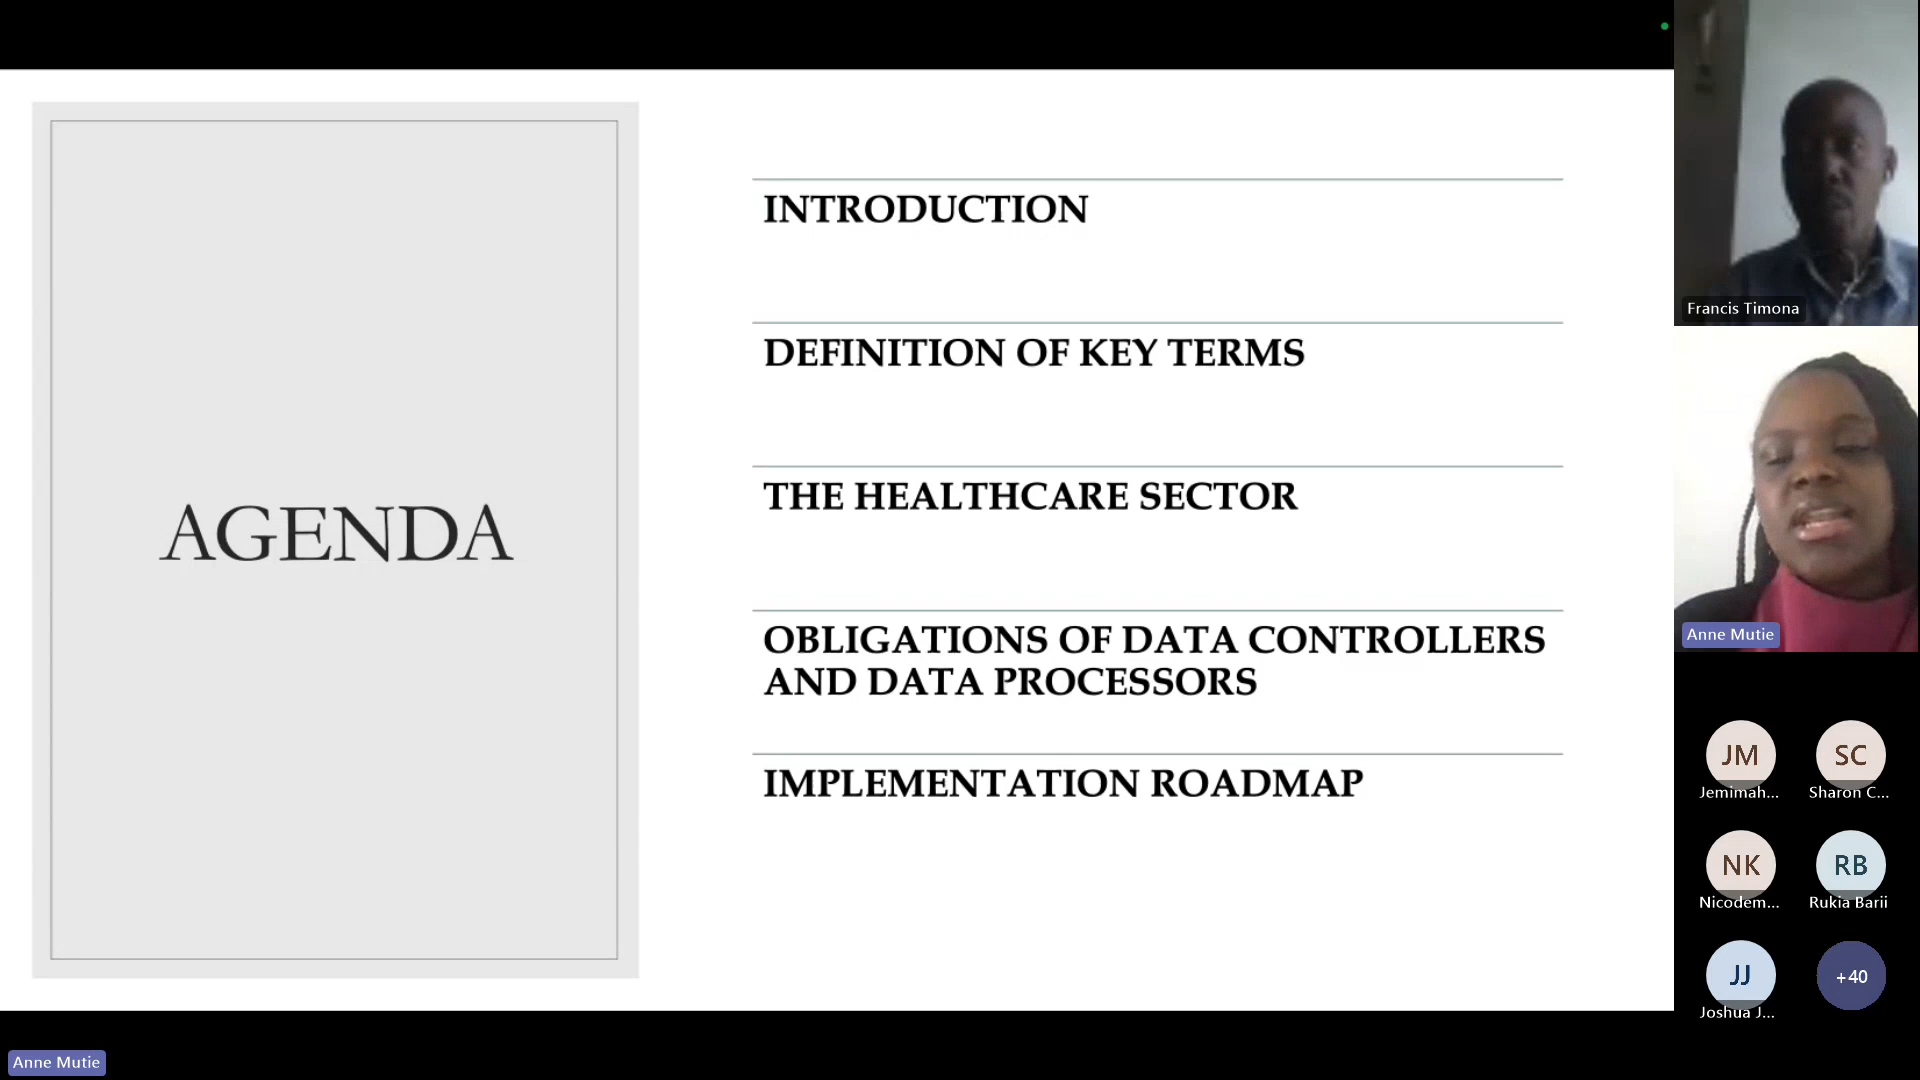 AGENDA
INTRODUCTION
DEFINITION OF KEY TERMS
THE HEALTHCARE SECTOR
OBLIGATIONS OF DATA CONTROLLERS
AND DATA PROCESSORS
IMPLEMENTATION ROADMAP
Francis Timona
Anne Mutie
JM
SC
Jemimah...
Sharon C...
NK
RB
Nicodem...
Rukia Barii
JJ
+40
Joshua J...
Anne Mutie